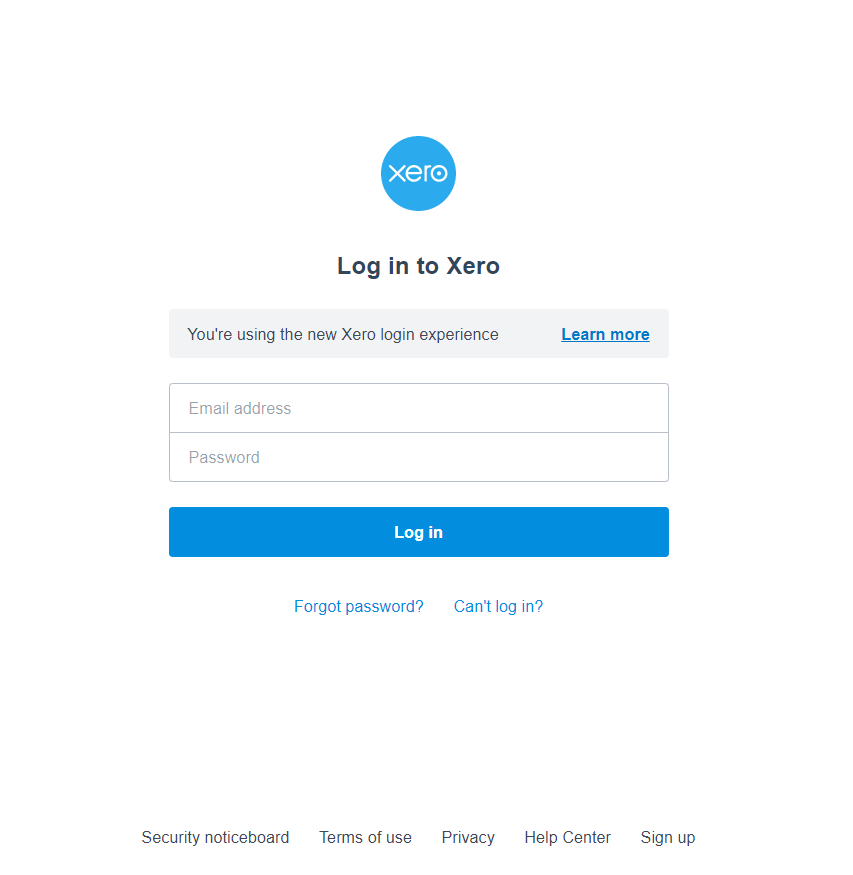 xero
Log in to Xero
You're using the new Xero login experience Learn more
Email address
Password
Log in
Forgot password? Can't log in?
Security noticeboard Terms of use Privacy Help Center Sign up